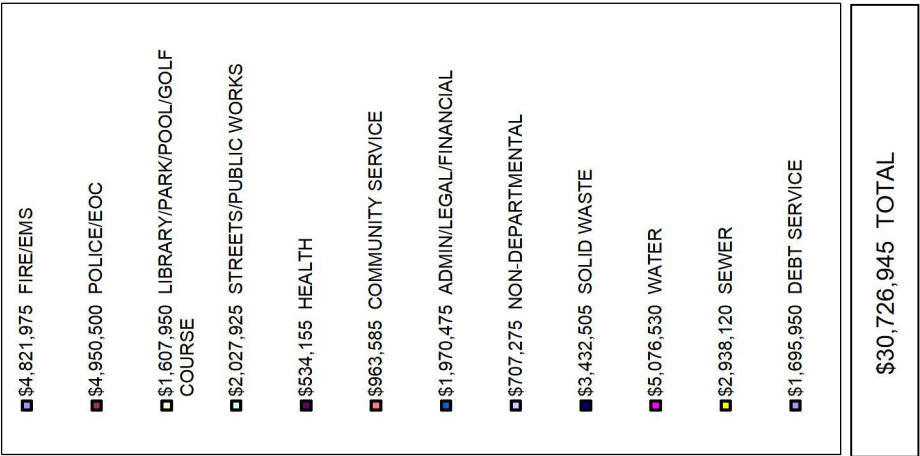 $4,821,975 FIRE/EMS
$4,950,500 POLICE/EOC
$1,607,950 LIBRARY/PARK/POOL/GOLF
COURSE
$2,027,925 STREETS/PUBLIC WORKS
$534,155 HEALTH
$963,585 COMMUNITY SERVICE
$1,970,475 ADMIN/LEGAL/FINANCIAL
$707,275 NON-DEPARTMENTAL
$3,432,505 SOLID WASTE
$5,076,530 WATER
$2,938,120 SEWER
$1,695,950 DEBT SERVICE
$30,726,945 TOTAL